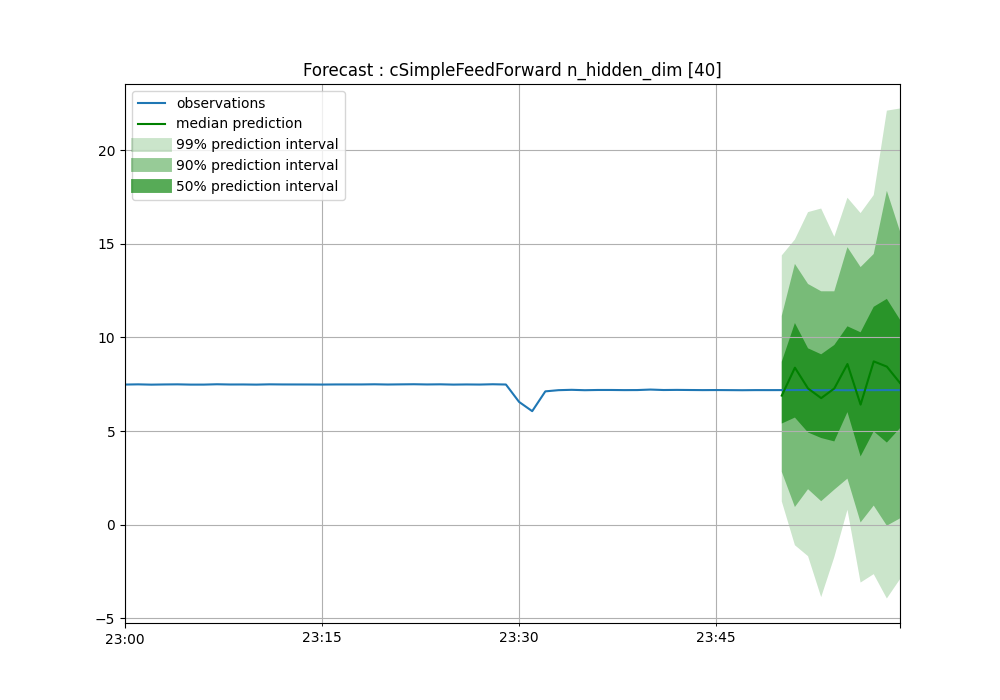 Forecast : cSimpleFeedForward n_hidden_dim [40]
observations
median prediction
99% prediction interval
90% prediction interval
50% prediction interval
20
15
10
5
0
−5
23:00
23:15
23:30
23:45